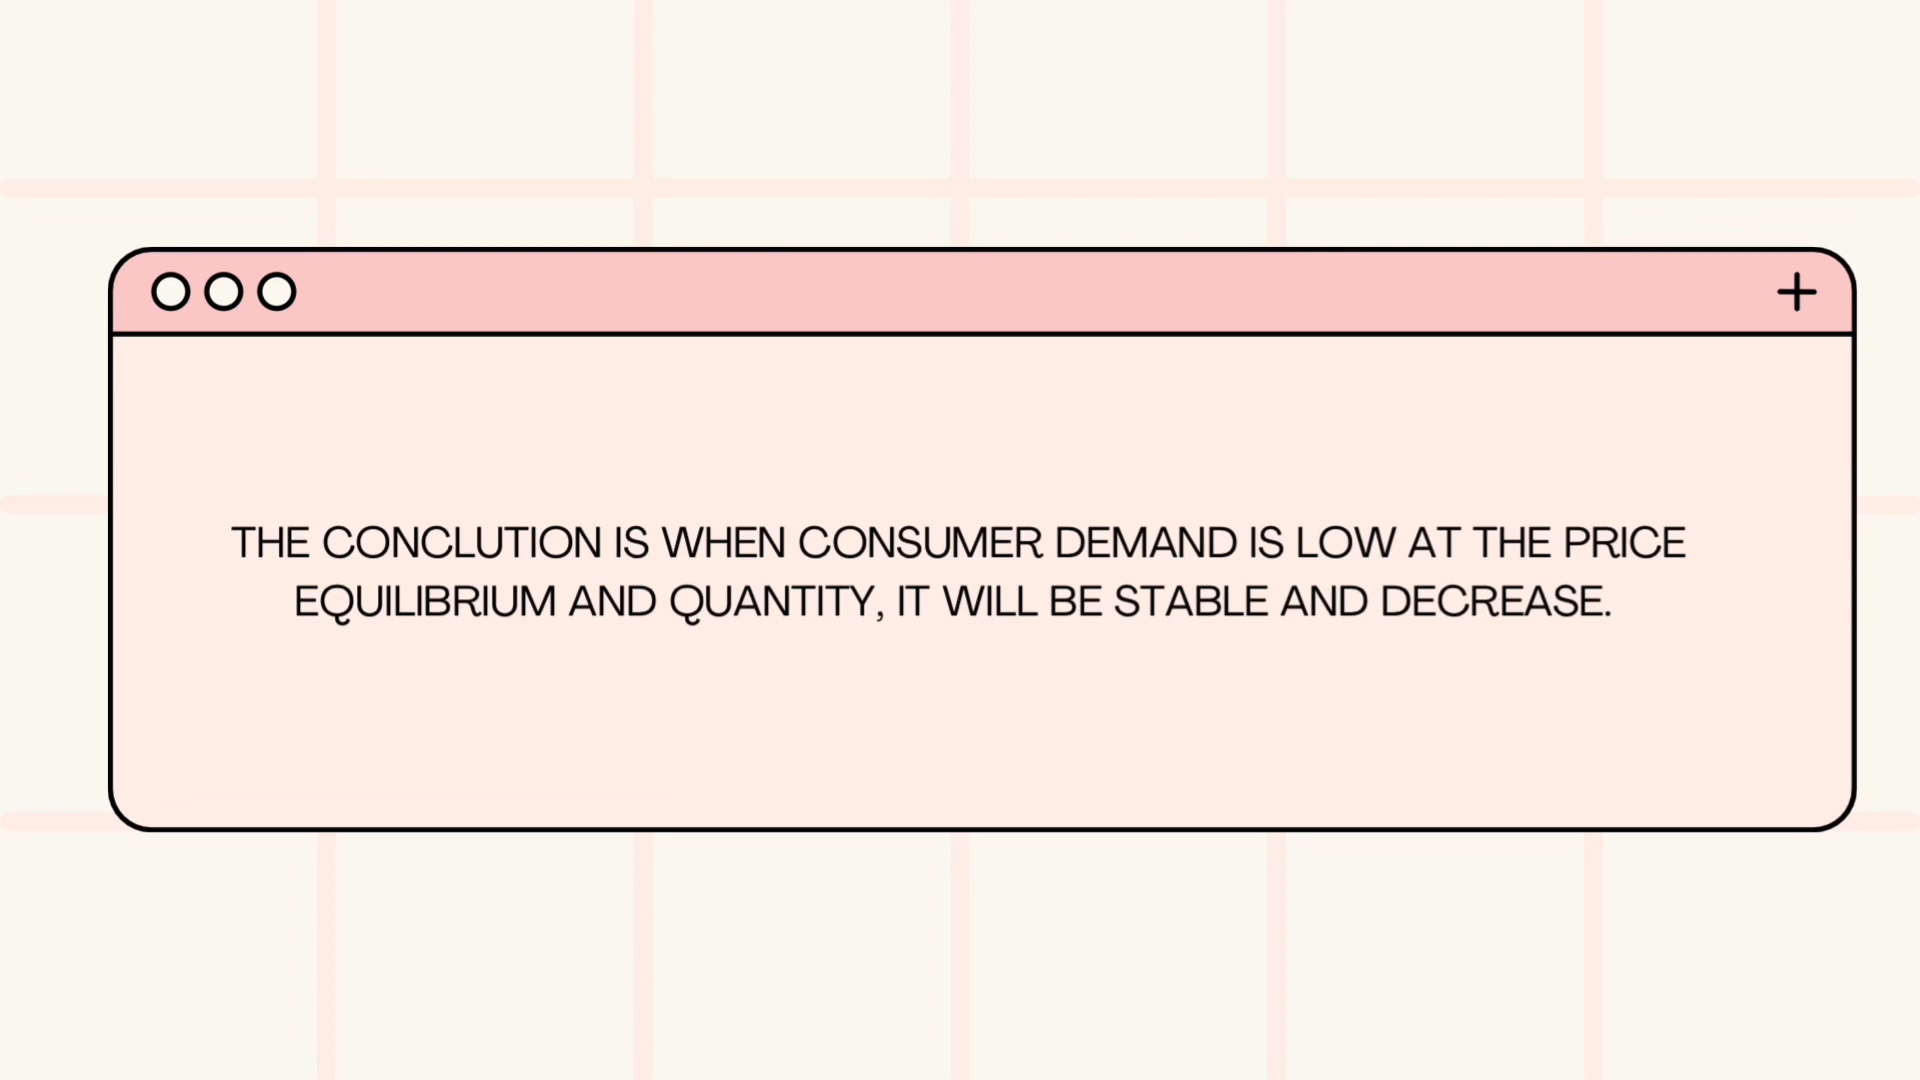 THE CONCLUTION IS WHEN CONSUMER DEMAND IS LOW AT THE PRICE
EQUILIBRIUM AND QUANTITY, IT WILL BE STABLE AND DECREASE.